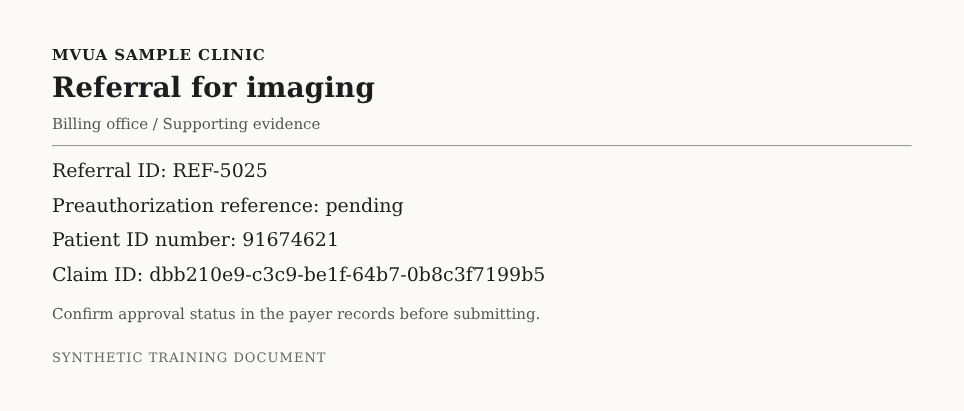 MVUA SAMPLE CLINIC
Referral for imaging
Billing office / Supporting evidence
Referral ID: REF-5025
Preauthorization reference: pending
Patient ID number: 91674621
Claim ID: dbb210e9-c3c9-be1f-64b7-0b8c3f7199b5
Confirm approval status in the payer records before submitting.
SYNTHETIC TRAINING DOCUMENT